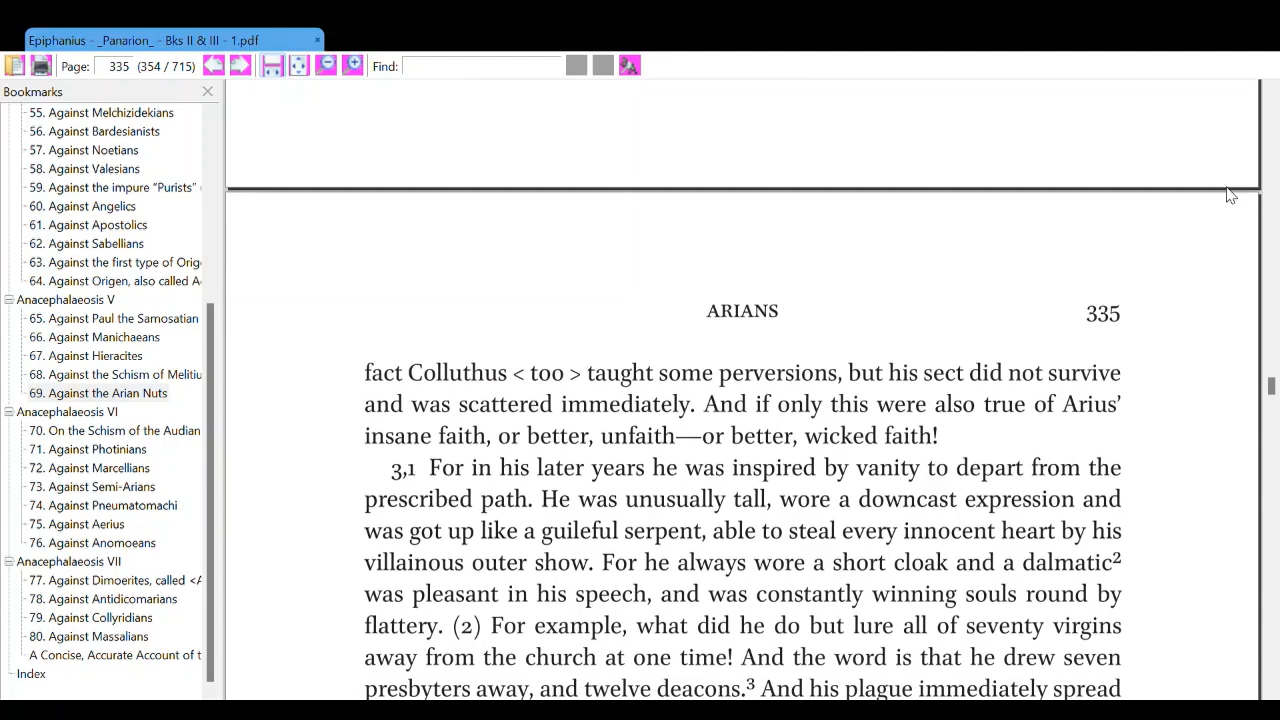 Epiphanius - _Panarion_ - Bks II & III - 1.pdf ×
Page: 335 (354 / 715) Find:
Bookmarks
55. Against Melchizidekians
56. Against Bardesianists
57. Against Noetians
58. Against Valesians
59. Against the impure “Purists” (
60. Against Angelics
61. Against Apostolics
62. Against Sabellians
63. Against the first type of Orig
64. Against Origen, also called A
Anacephalaeosis V
65. Against Paul the Samosatian
66. Against Manichaeans
67. Against Hieracites
68. Against the Schism of Melitiu
69. Against the Arian Nuts
Anacephalaeosis VI
70. On the Schism of the Audian
71. Against Photinians
72. Against Marcellians
73. Against Semi-Arians
74. Against Pneumatomachi
75. Against Aerius
76. Against Anomoeans
Anacephalaeosis VII
77. Against Dimoerites, called <A
78. Against Antidicomarians
79. Against Collyridians
80. Against Massalians
A Concise, Accurate Account of t
Index
ARIANS 335
fact Colluthus < too > taught some perversions, but his sect did not survive
and was scattered immediately. And if only this were also true of Arius’
insane faith, or better, unfaith—or better, wicked faith!
3,1 For in his later years he was inspired by vanity to depart from the
prescribed path. He was unusually tall, wore a downcast expression and
was got up like a guileful serpent, able to steal every innocent heart by his
villainous outer show. For he always wore a short cloak and a dalmatic²
was pleasant in his speech, and was constantly winning souls round by
flattery. (2) For example, what did he do but lure all of seventy virgins
away from the church at one time! And the word is that he drew seven
presbyters away, and twelve deacons.³ And his plague immediately spread